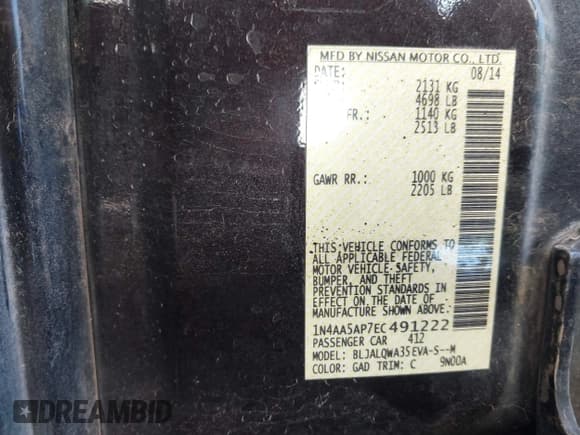 MFD BY NISSAN MOTOR CO., LTD.
DATE: 08/14
2131 KG
4698 LB
FR.: 1140 KG
2513 LB
GAWR RR.: 1000 KG
2205 LB
THIS VEHICLE CONFORMS TO
ALL APPLICABLE FEDERAL
MOTOR VEHICLE SAFETY,
BUMPER, AND THEFT
PREVENTION STANDARDS IN
EFFECT ON THE DATE OF
MANUFACTURE SHOWN ABOVE.
1N4AA5AP7EC491222
PASSENGER CAR 412
MODEL: BLJALQWA35EVA-S--M
COLOR: GAD TRIM: C 9N00A
DREAMBID